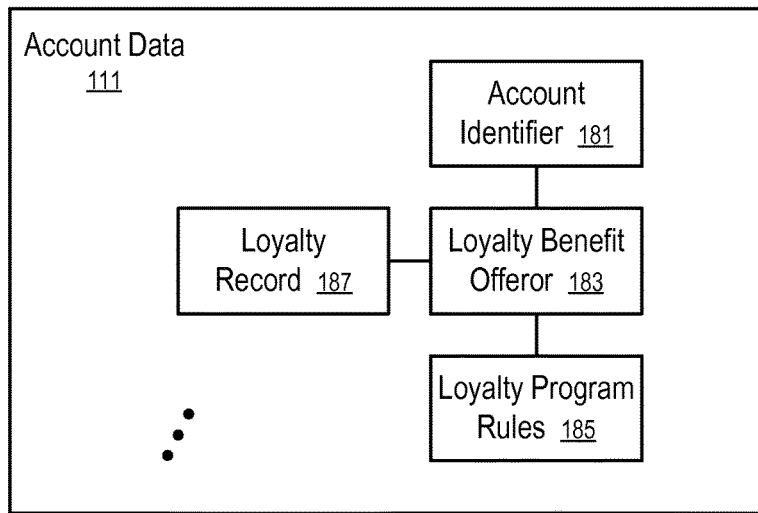 Account Data
111
Account
Identifier 181
Loyalty
Record 187
Loyalty Benefit
Offeror 183
Loyalty Program
Rules 185